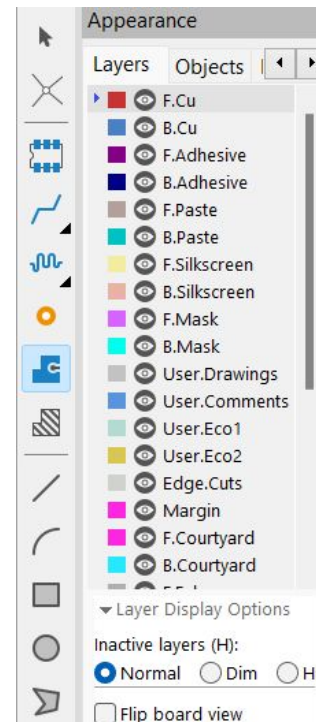 Appearance
Layers Objects
F.Cu
B.Cu
F.Adhesive
B.Adhesive
F.Paste
B.Paste
F.Silkscreen
B.Silkscreen
F.Mask
B.Mask
User.Drawings
User.Comments
User.Eco1
User.Eco2
Edge.Cuts
Margin
F.Courtyard
B.Courtyard
Layer Display Options
Inactive layers (H):
Normal Dim H
Flip board view